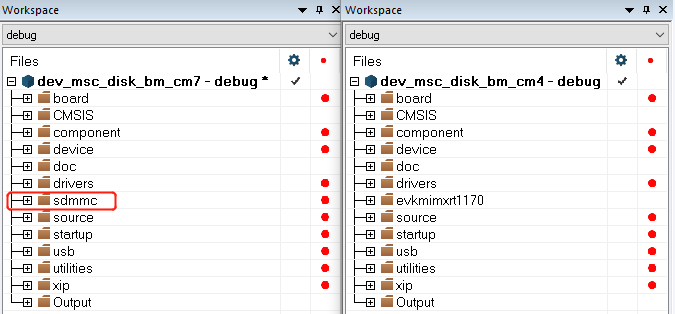 Workspace
debug
Files
dev_msc_disk_bm_cm7 - debug *
board
CMSIS
component
device
doc
drivers
sdmmc
source
startup
usb
utilities
xip
Output
Workspace
debug
Files
dev_msc_disk_bm_cm4 - debug
board
CMSIS
component
device
doc
drivers
evkmimxrt1170
source
startup
usb
utilities
xip
Output